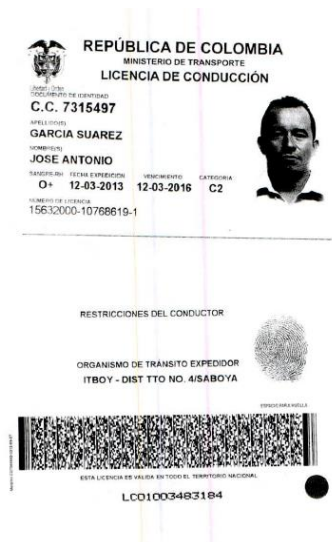 REPÚBLICA DE COLOMBIA
MINISTERIO DE TRANSPORTE
LICENCIA DE CONDUCCIÓN
Libertad y Orden
DOCUMENTO DE IDENTIDAD
C.C. 7315497
APELLIDO(S)
GARCIA SUAREZ
NOMBRE(S)
JOSE ANTONIO
SANGRE-RH FECHA EXPEDICIÓN VENCIMIENTO CATEGORIA
O+ 12-03-2013 12-03-2016 C2
NUMERO DE LICENCIA
15632000-10768619-1
RESTRICCIONES DEL CONDUCTOR
ORGANISMO DE TRÁNSITO EXPEDIDOR
ITBOY - DIST TTO NO. 4/SABOYA
ESTA LICENCIA ES VALIDA EN TODO EL TERRITORIO NACIONAL
LC01003483184